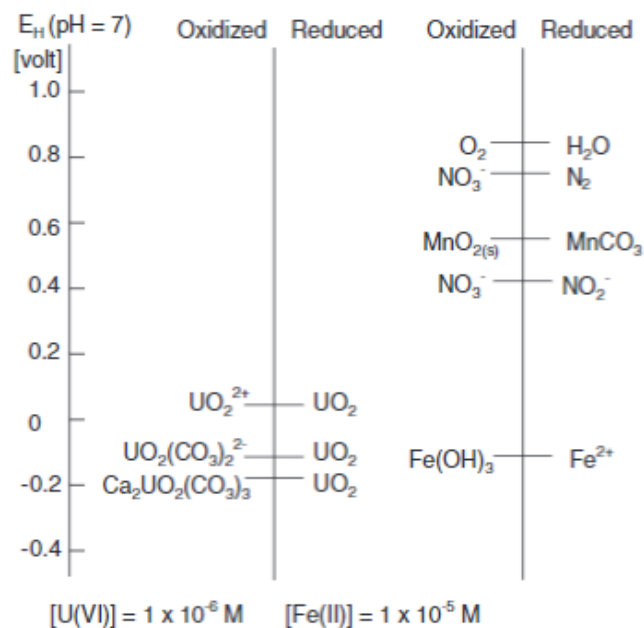 E_H (pH = 7) Oxidized Reduced Oxidized Reduced
[volt]
1.0
O₂ H₂O
0.8
NO₃⁻ N₂
0.6
MnO₂₍ₛ₎ MnCO₃
0.4 NO₃⁻ NO₂⁻
0.2
UO₂²⁺ UO₂
0
UO₂(CO₃)₂²⁻ UO₂ Fe(OH)₃ Fe²⁺
-0.2 Ca₂UO₂(CO₃)₃ UO₂
-0.4
[U(VI)] = 1 x 10⁻⁶ M [Fe(II)] = 1 x 10⁻⁵ M